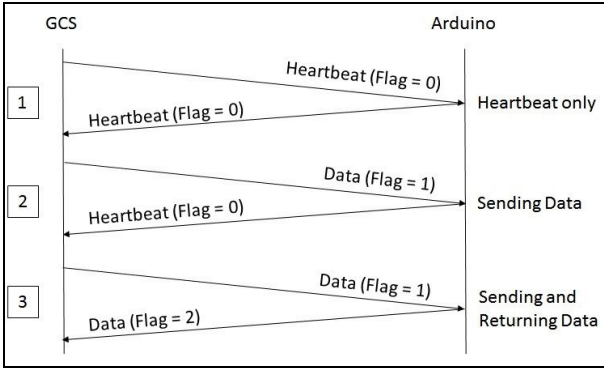 GCS
Arduino
1
Heartbeat (Flag = 0)
Heartbeat (Flag = 0)
Heartbeat only
2
Data (Flag = 1)
Heartbeat (Flag = 0)
Sending Data
3
Data (Flag = 1)
Data (Flag = 2)
Sending and
Returning Data